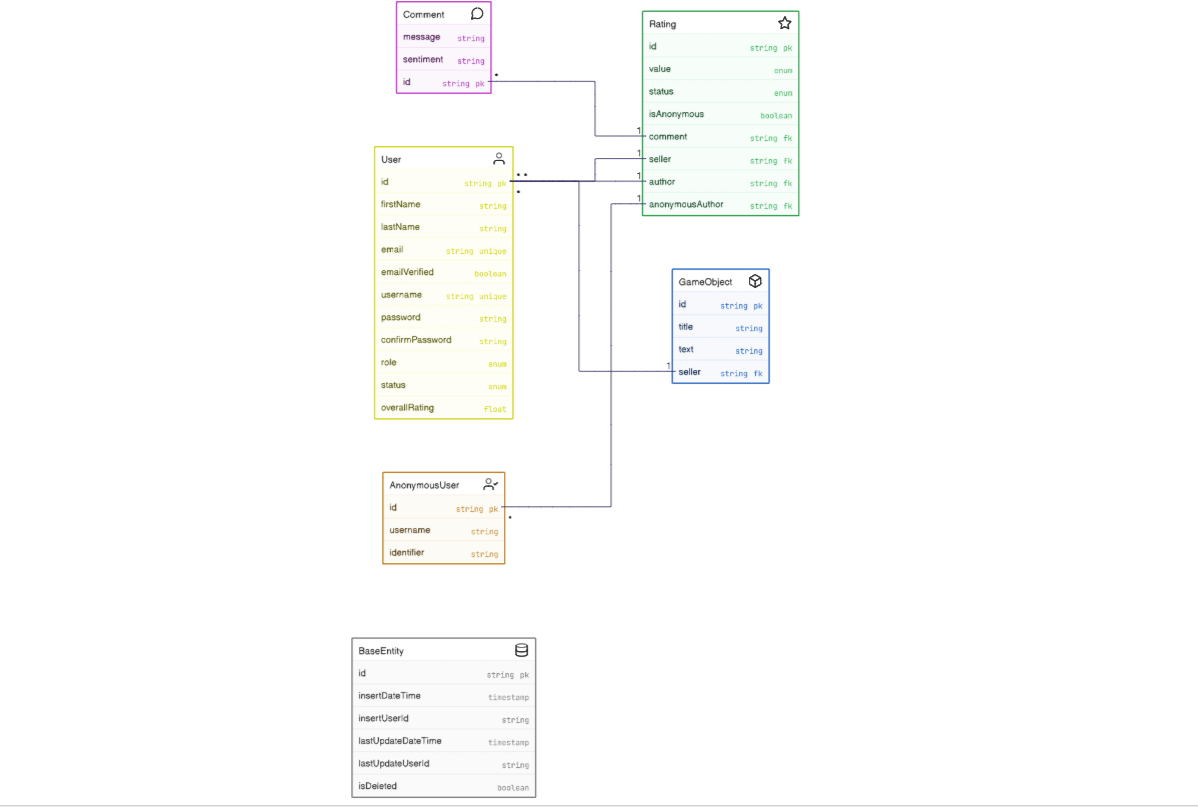 Comment
message string
sentiment string
id string pk
*
Rating
id string pk
value enum
status enum
isAnonymous boolean
1
comment string fk
1
seller string fk
1
author string fk
1
anonymousAuthor string fk
User
id string pk
* *
*
firstName string
lastName string
email string unique
emailVerified boolean
username string unique
password string
confirmPassword string
role enum
status enum
overallRating float
GameObject
id string pk
title string
text string
1
seller string fk
AnonymousUser
id string pk
*
username string
identifier string
BaseEntity
id string pk
insertDateTime timestamp
insertUserId string
lastUpdateDateTime timestamp
lastUpdateUserId string
isDeleted boolean